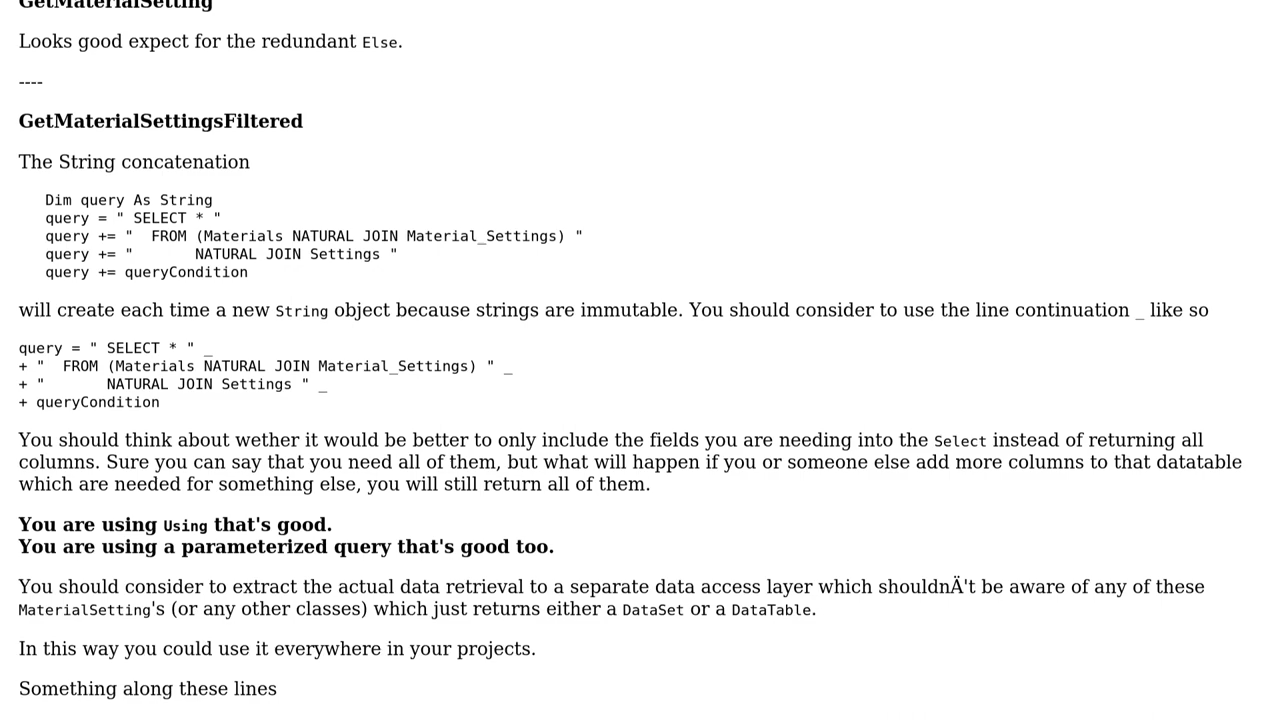 GetMaterialSetting
Looks good expect for the redundant Else.
----
GetMaterialSettingsFiltered
The String concatenation
Dim query As String
query = " SELECT * "
query += "  FROM (Materials NATURAL JOIN Material_Settings) "
query += "       NATURAL JOIN Settings "
query += queryCondition
will create each time a new String object because strings are immutable. You should consider to use the line continuation _ like so
query = " SELECT * " _
+ "  FROM (Materials NATURAL JOIN Material_Settings) " _
+ "       NATURAL JOIN Settings " _
+ queryCondition
You should think about wether it would be better to only include the fields you are needing into the Select instead of returning all
columns. Sure you can say that you need all of them, but what will happen if you or someone else add more columns to that datatable
which are needed for something else, you will still return all of them.
You are using Using that's good.
You are using a parameterized query that's good too.
You should consider to extract the actual data retrieval to a separate data access layer which shouldnÄ't be aware of any of these
MaterialSetting's (or any other classes) which just returns either a DataSet or a DataTable.
In this way you could use it everywhere in your projects.
Something along these lines